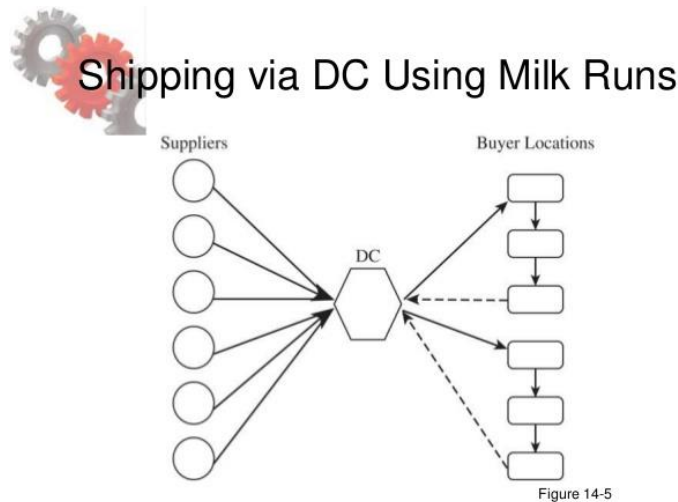 Shipping via DC Using Milk Runs
Suppliers
Buyer Locations
DC
Figure 14-5